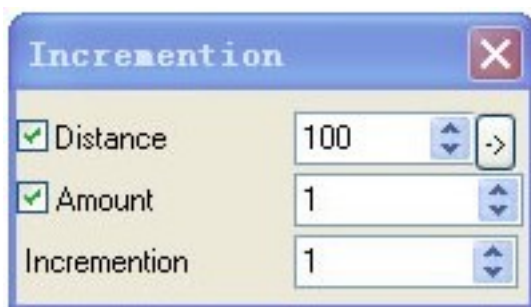 Incremention
Distance 100 ->
Amount 1
Incremention 1